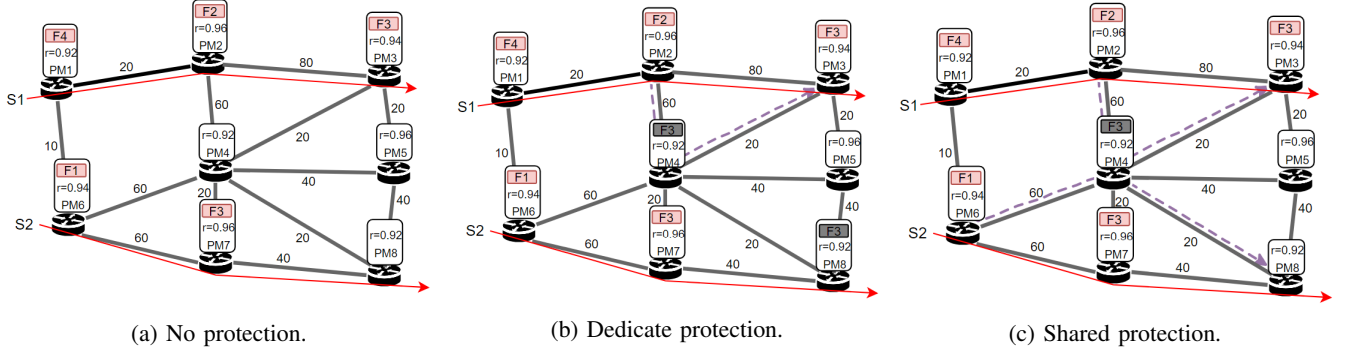 F2
r=0.96
PM2
F4
r=0.92
PM1
F3
r=0.94
PM3
20
80
S1
60
20
r=0.92
PM4
r=0.96
PM5
10
20
F1
r=0.94
PM6
60
40
20
F3
r=0.96
PM7
40
S2
20
r=0.92
PM8
60
40
(a) No protection.
F2
r=0.96
PM2
F4
r=0.92
PM1
F3
r=0.94
PM3
20
80
S1
60
20
F3
r=0.92
PM4
r=0.96
PM5
10
20
F1
r=0.94
PM6
60
40
20
F3
r=0.96
PM7
40
S2
20
F3
r=0.92
PM8
60
40
(b) Dedicate protection.
F2
r=0.96
PM2
F4
r=0.92
PM1
F3
r=0.94
PM3
20
80
S1
60
20
F3
r=0.92
PM4
r=0.96
PM5
10
20
F1
r=0.94
PM6
60
40
20
F3
r=0.96
PM7
40
S2
20
r=0.92
PM8
60
40
(c) Shared protection.